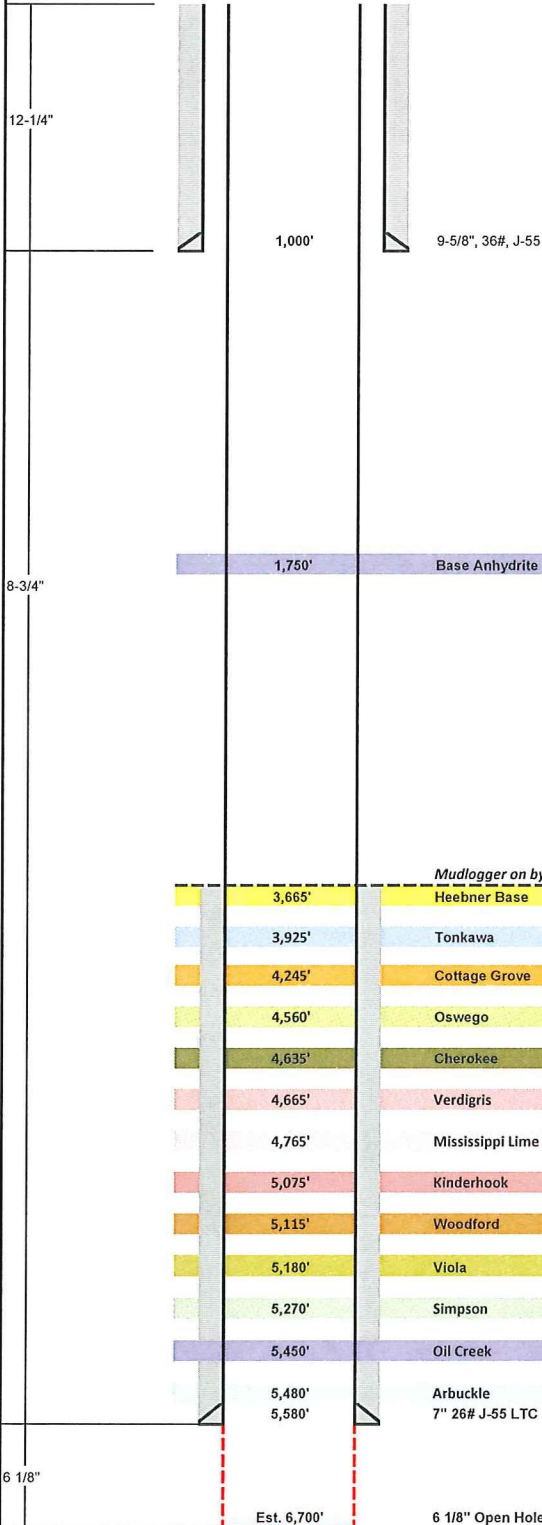 12-1/4"
1,000' 9-5/8", 36#, J-55
1,750' Base Anhydrite
8-3/4"
Mudlogger on by
3,665' Heebner Base
3,925' Tonkawa
4,245' Cottage Grove
4,560' Oswego
4,635' Cherokee
4,665' Verdigris
4,765' Mississippi Lime
5,075' Kinderhook
5,115' Woodford
5,180' Viola
5,270' Simpson
5,450' Oil Creek
5,480' Arbuckle
5,580' 7" 26# J-55 LTC
6 1/8"
Est. 6,700' 6 1/8" Open Hole